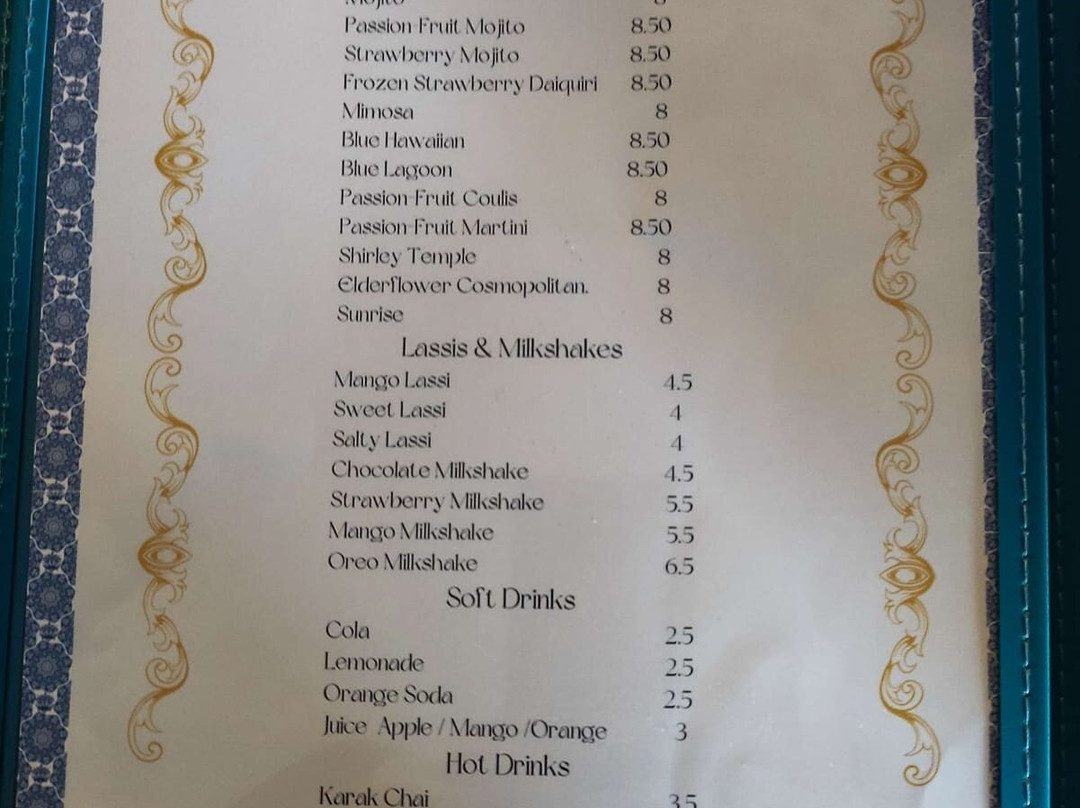 Mojito 8
Passion-Fruit Mojito 8.50
Strawberry Mojito 8.50
Frozen Strawberry Daiquiri 8.50
Mimosa 8
Blue Hawaiian 8.50
Blue Lagoon 8.50
Passion-Fruit Coulis 8
Passion-Fruit Martini 8.50
Shirley Temple 8
Elderflower Cosmopolitan. 8
Sunrise 8
Lassis & Milkshakes
Mango Lassi 4.5
Sweet Lassi 4
Salty Lassi 4
Chocolate Milkshake 4.5
Strawberry Milkshake 5.5
Mango Milkshake 5.5
Oreo Milkshake 6.5
Soft Drinks
Cola 2.5
Lemonade 2.5
Orange Soda 2.5
Juice Apple / Mango /Orange 3
Hot Drinks
Karak Chai 3.5